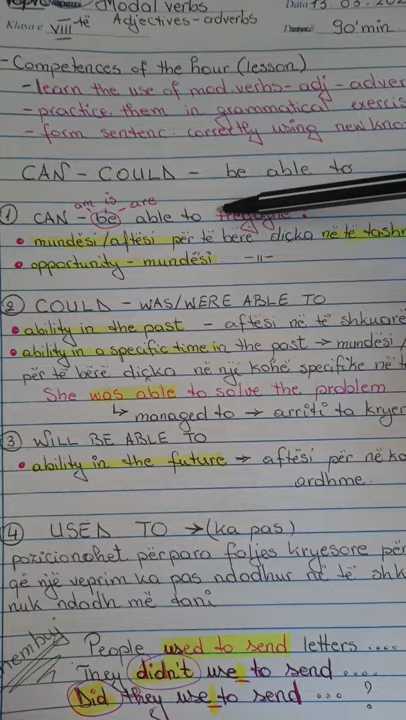 Modal verbs
Data 13. 03. 202
Klasa e VIII-të Adjectives - adverbs
90'min
- Competences of the hour (lesson)
- learn the use of mod verbs - adj - adver
- practice them in grammatical exercis
- form sentenc. correctly using new kno
CAN - COULD - be able to
am is are
① CAN - be able to
• mundësi/aftësi për të bërë diçka në të tashm
• opportunity - mundësi -11-
② COULD - WAS/WERE ABLE TO
• ability in the past - aftësi në të shkuarë
• ability in a specific time in the past → mundësi /
për të bërë diçka në një kohë specifike në t
She was able to solve the problem
↳ managed to → arriti ta kryer
③ WILL BE ABLE TO
• ability in the future → aftësi për në ko
ardhme.
④ USED TO → (ka pas)
pozicionohet përpara foljes kryesore për
që një veprim ka pas ndodhur në të shk
nuk ndodh më tani
People used to send letters ....
They didn't use to send ....
Did they use to send ... ?